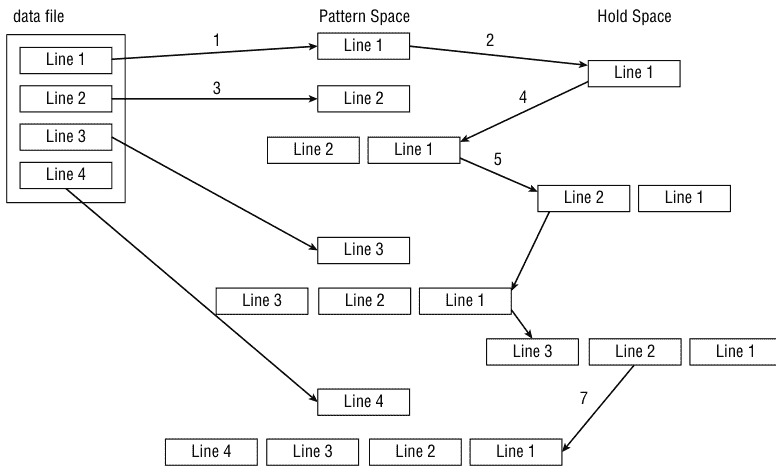 data file Pattern Space Hold Space
1 2
Line 1 Line 1 Line 1
3
Line 2 Line 2
4
Line 3
Line 2 Line 1
5
Line 4
Line 2 Line 1
Line 3
Line 3 Line 2 Line 1
Line 3 Line 2 Line 1
Line 4
7
Line 4 Line 3 Line 2 Line 1